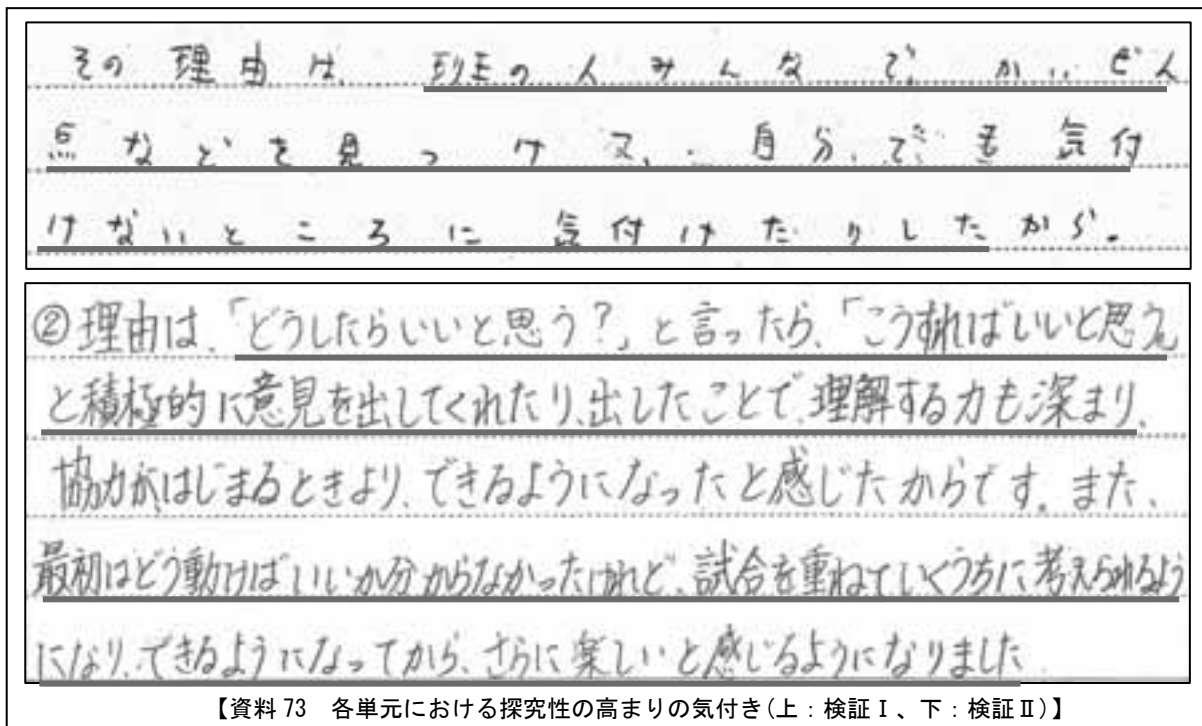 その理由は、班の人みんなで、かいぜん
点などを見つけて、自分でも気付
けないところに気付けたりしたから。
②理由は、「どうしたらいいと思う?」と言ったら、「こうすればいいと思う」
と積極的に意見を出してくれたり、出したことで、理解する力も深まり、
協力がはじまるときより、できるようになったと感じたからです。また、
最初はどう動けばいいか分からなかったけれど、試合を重ねていくうちに考えられるよう
になり、できるようになってから、さらに楽しいと感じるようになりました
【資料73 各単元における探究性の高まりの気付き(上:検証Ⅰ、下:検証Ⅱ)】